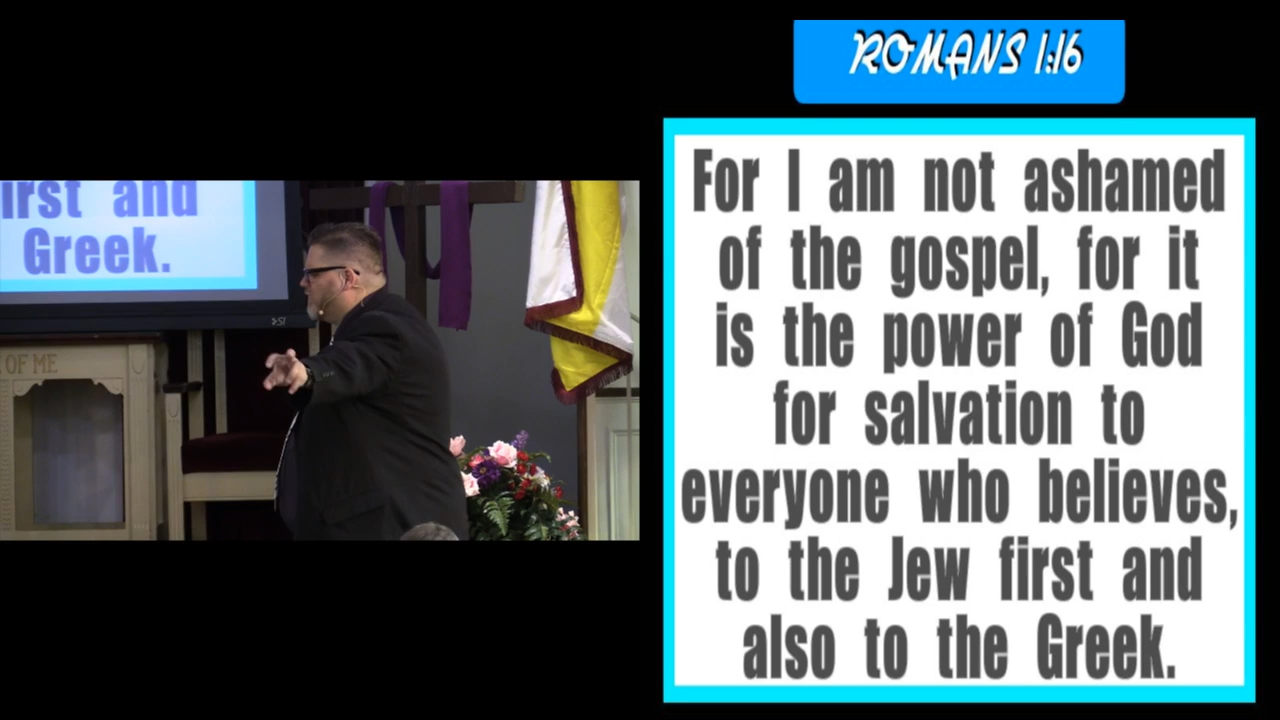 ROMANS 1:16
For I am not ashamed
of the gospel, for it
is the power of God
for salvation to
everyone who believes,
to the Jew first and
also to the Greek.
irst and
Greek.
OF ME